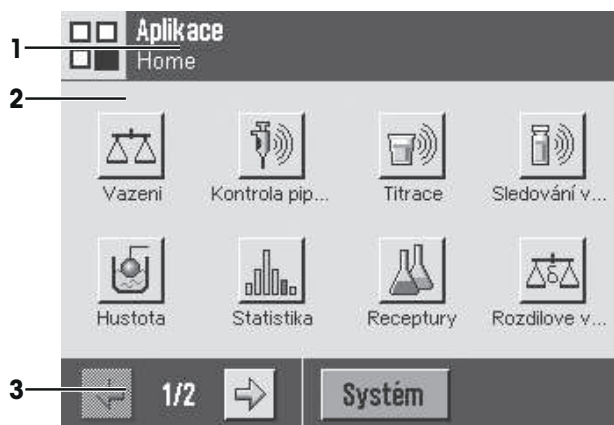 1
Aplikace
Home
2
Vazeni
Kontrola pip...
Titrace
Sledování v...
Hustota
Statistika
Receptury
Rozdilove v...
3
1/2
Systém